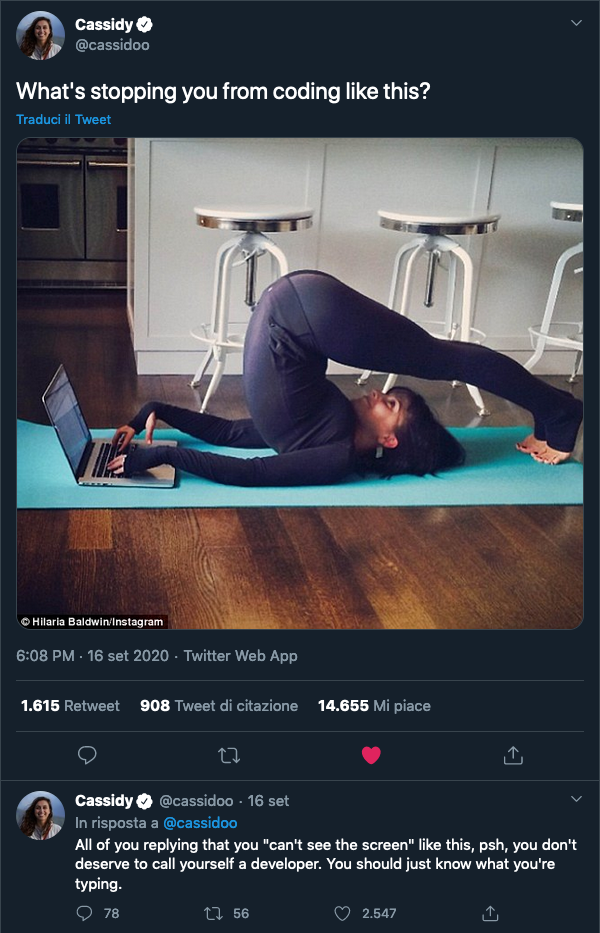 Cassidy
@cassidoo
What's stopping you from coding like this?
Traduci il Tweet
© Hilaria Baldwin/Instagram
6:08 PM · 16 set 2020 · Twitter Web App
1.615 Retweet 908 Tweet di citazione 14.655 Mi piace
Cassidy @cassidoo · 16 set
In risposta a @cassidoo
All of you replying that you "can't see the screen" like this, psh, you don't
deserve to call yourself a developer. You should just know what you're
typing.
78 56 2.547